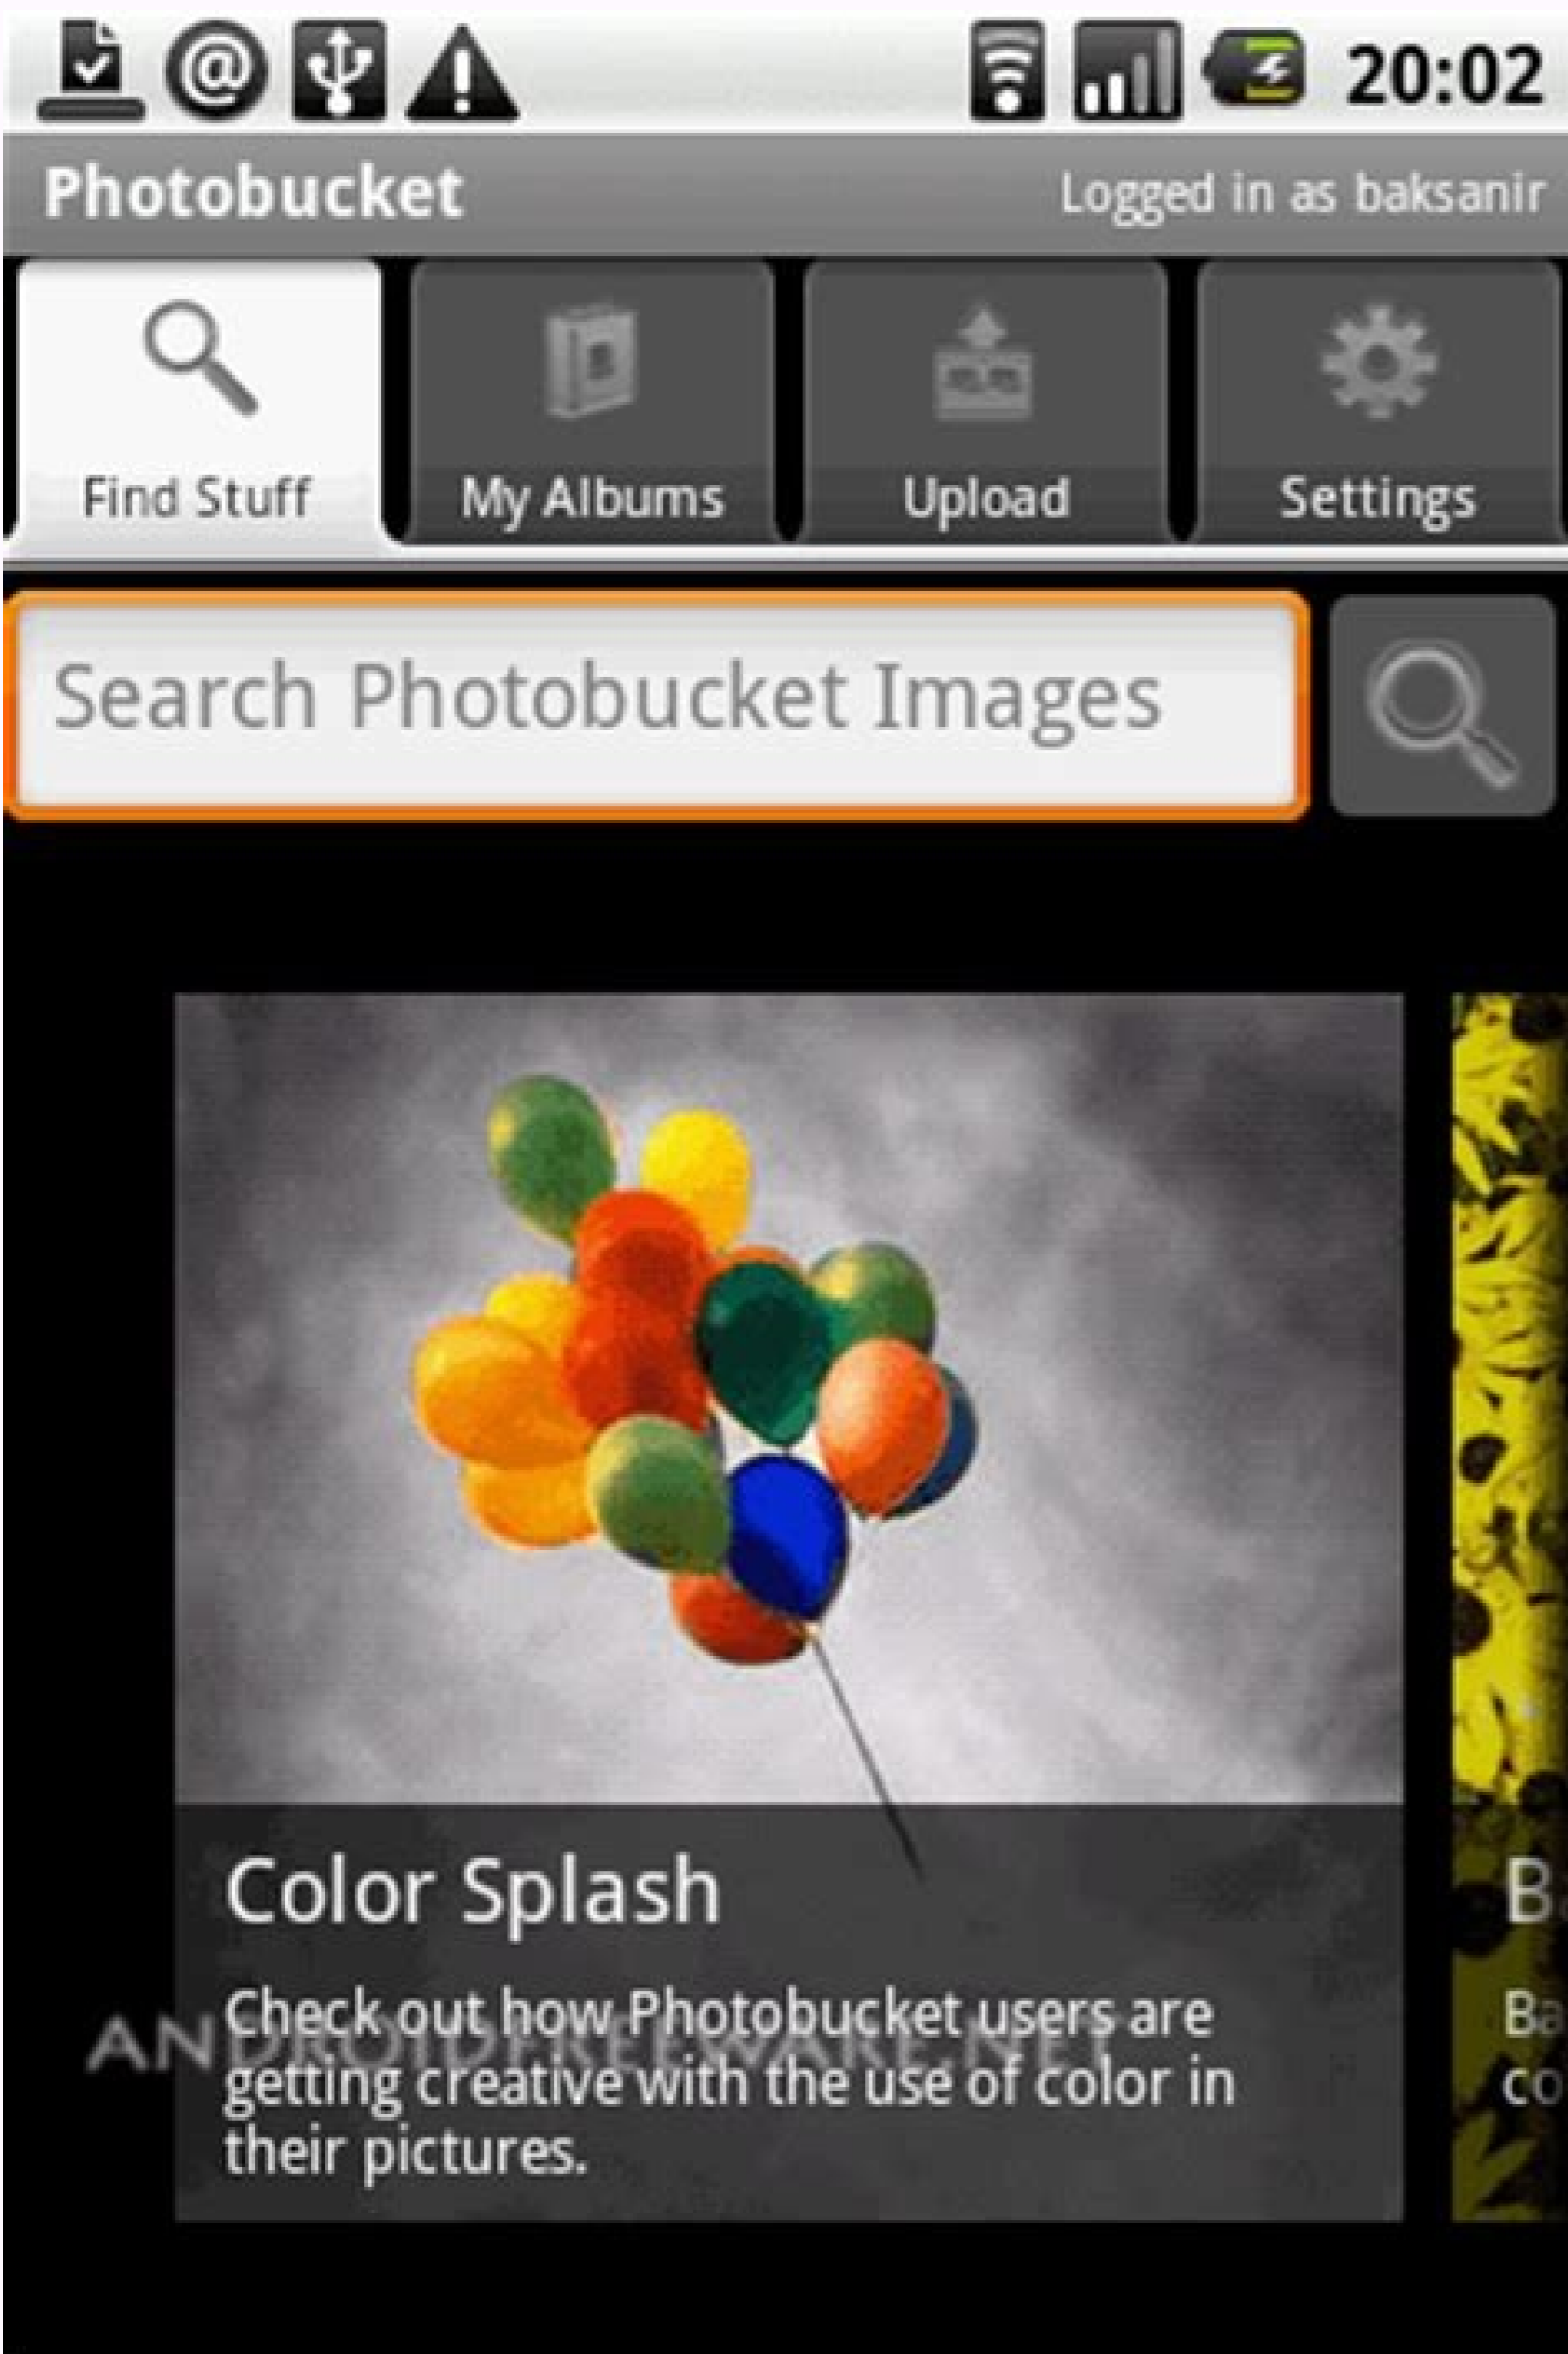 20:02
Photobucket
Logged in as baksanir
Find Stuff
My Albums
Upload
Settings
Search Photobucket Images
Color Splash
Check out how Photobucket users are
getting creative with the use of color in
their pictures.
ANDROIDFREEWARE.NET